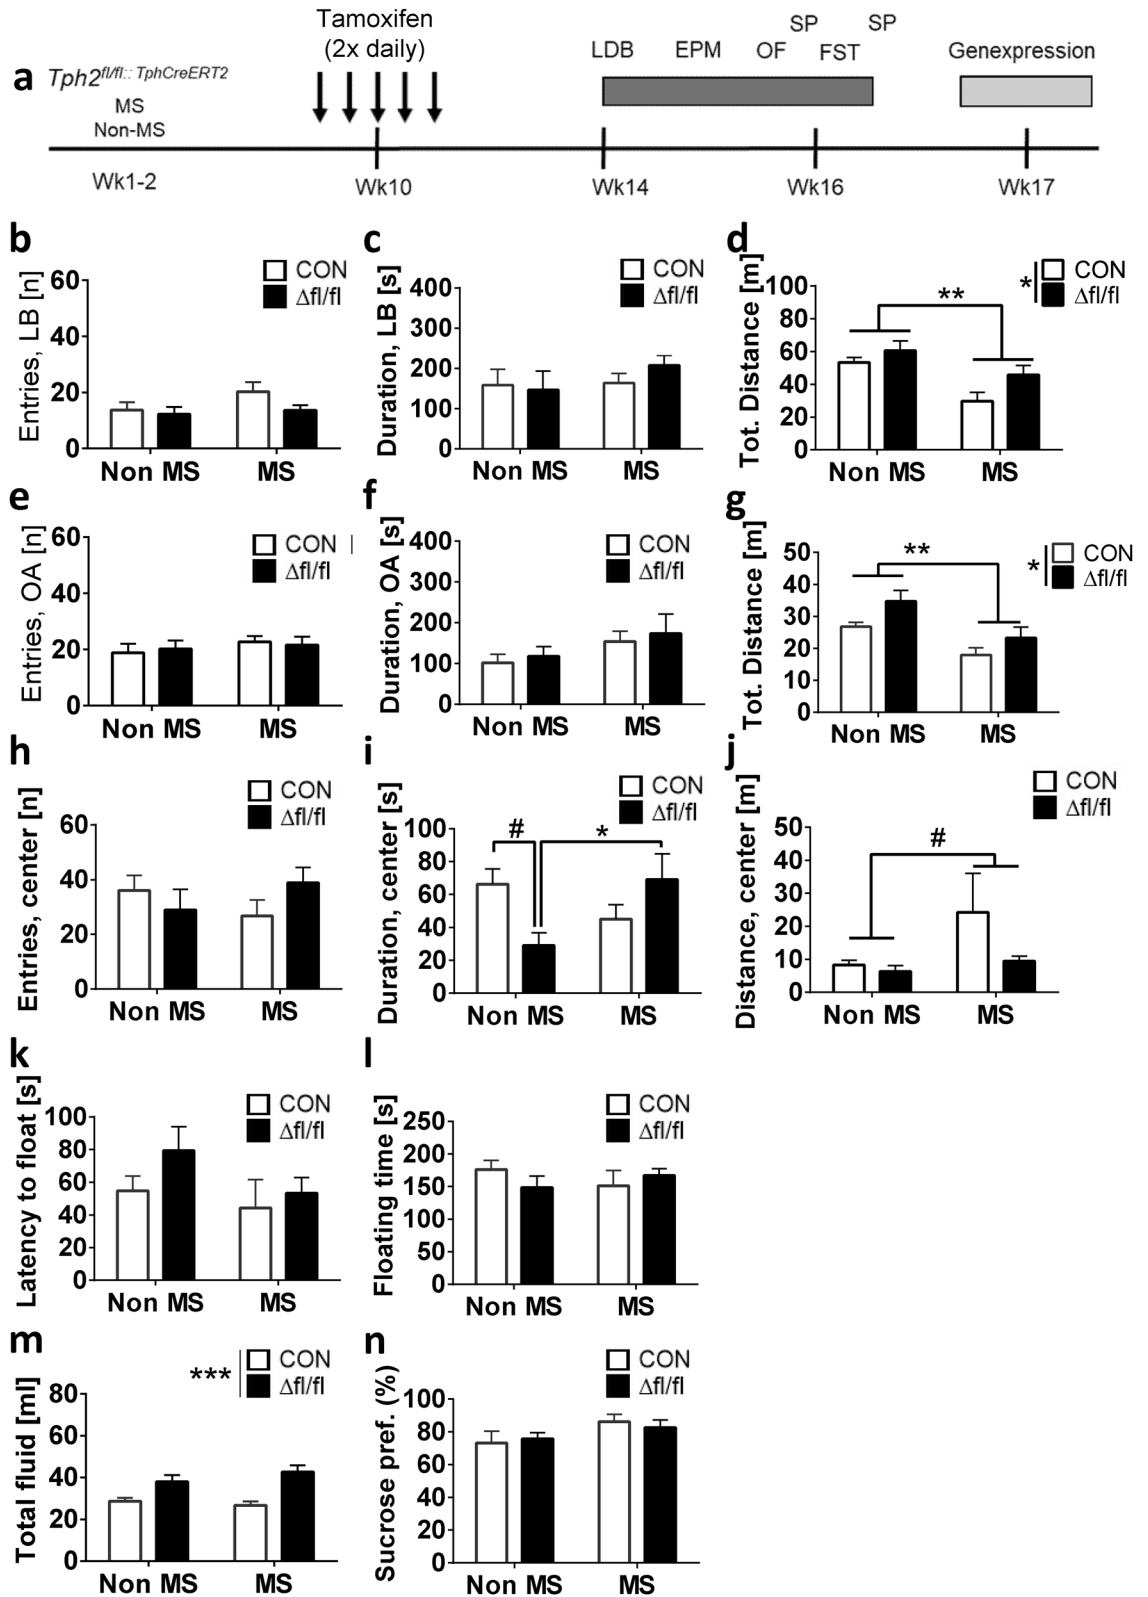 a
Tph2fl/fl:: TphCreERT2
MS
Non-MS
Tamoxifen
(2x daily)
LDB EPM OF SP FST SP
Genexpression
Wk1-2 Wk10 Wk14 Wk16 Wk17
b
Entries, LB [n]
60
40
20
0
CON
Δfl/fl
Non MS MS
c
Duration, LB [s]
400
300
200
100
0
CON
Δfl/fl
Non MS MS
d
Tot. Distance [m]
100
80
60
40
20
0
**
*
CON
Δfl/fl
Non MS MS
e
Entries, OA [n]
60
40
20
0
CON
Δfl/fl
Non MS MS
f
Duration, OA [s]
400
300
200
100
0
CON
Δfl/fl
Non MS MS
g
Tot. Distance [m]
50
40
30
20
10
0
**
*
CON
Δfl/fl
Non MS MS
h
Entries, center [n]
60
40
20
0
CON
Δfl/fl
Non MS MS
i
Duration, center [s]
100
80
60
40
20
0
#
*
CON
Δfl/fl
Non MS MS
j
Distance, center [m]
50
40
30
20
10
0
#
CON
Δfl/fl
Non MS MS
k
Latency to float [s]
100
80
60
40
20
0
CON
Δfl/fl
Non MS MS
l
Floating time [s]
250
200
150
100
50
0
CON
Δfl/fl
Non MS MS
m
Total fluid [ml]
80
60
40
20
0
***
CON
Δfl/fl
Non MS MS
n
Sucrose pref. (%)
100
80
60
40
20
0
CON
Δfl/fl
Non MS MS